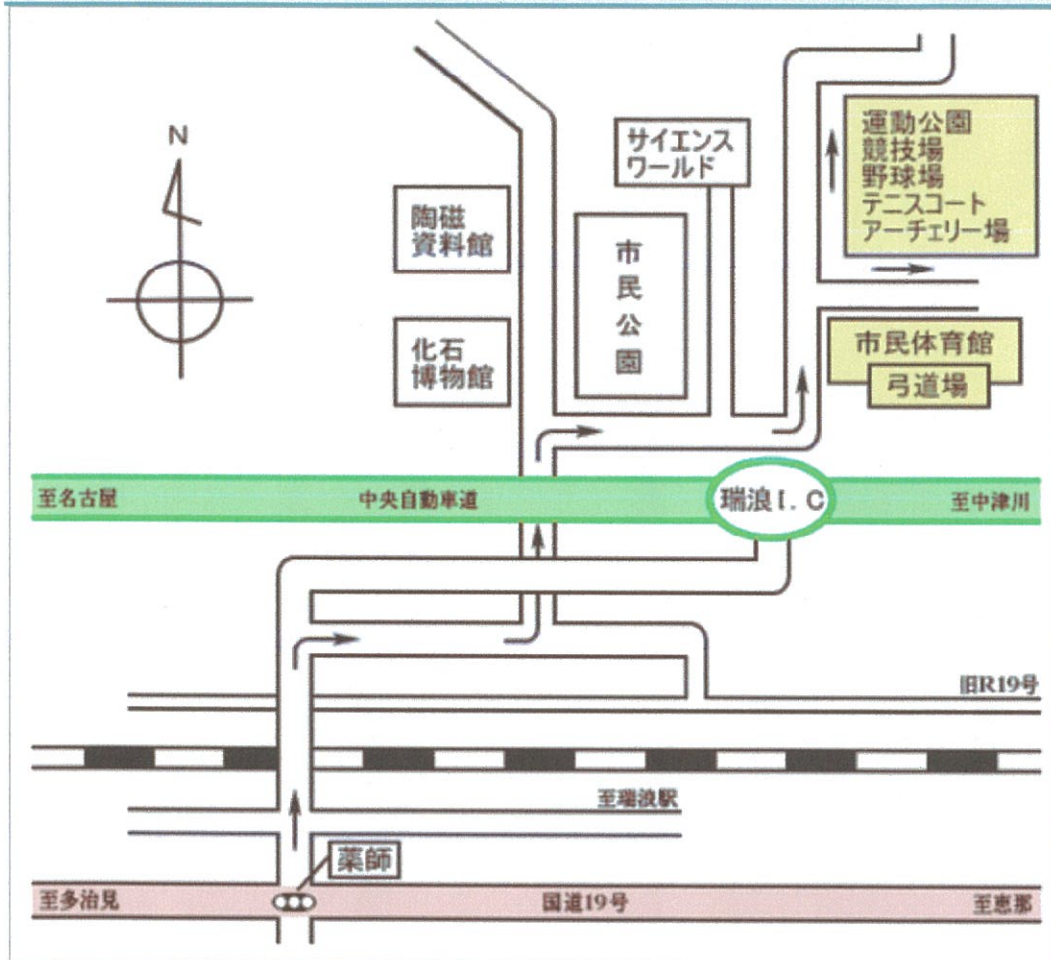 N
サイエンス
ワールド
運動公園
競技場
野球場
テニスコート
アーチェリー場
陶磁
資料館
市民公園
化石
博物館
市民体育館
弓道場
至名古屋
中央自動車道
瑞浪I.C
至中津川
旧R19号
至瑞浪駅
薬師
至多治見
国道19号
至恵那